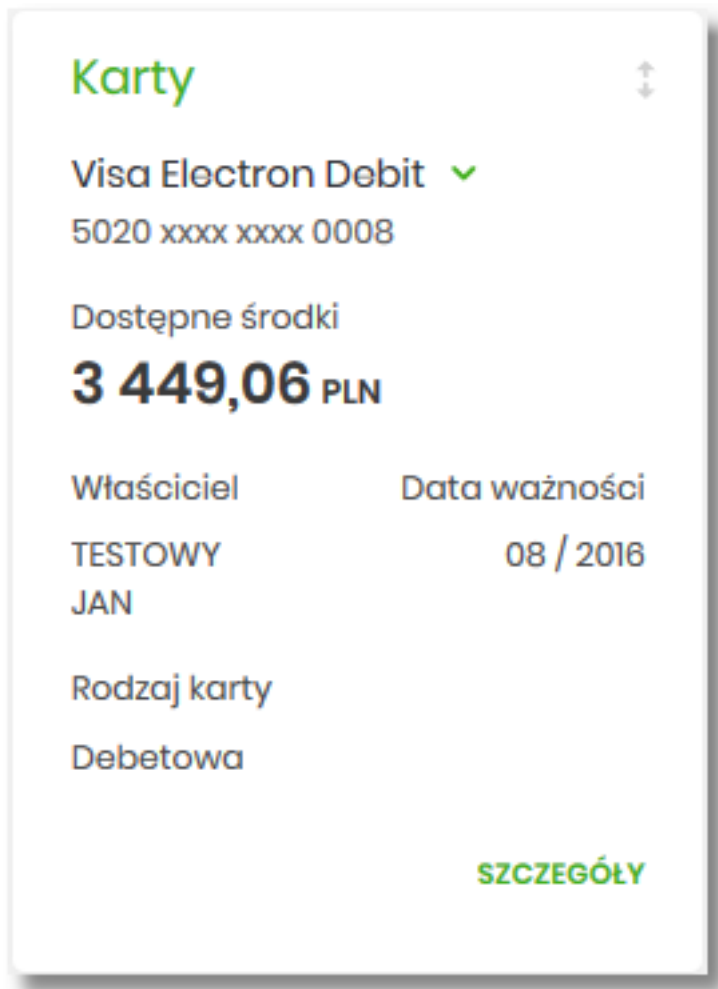 Karty
Visa Electron Debit
5020 xxxx xxxx 0008
Dostępne środki
3 449,06 PLN
Właściciel Data ważności
TESTOWY 08 / 2016
JAN
Rodzaj karty
Debetowa
SZCZEGÓŁY